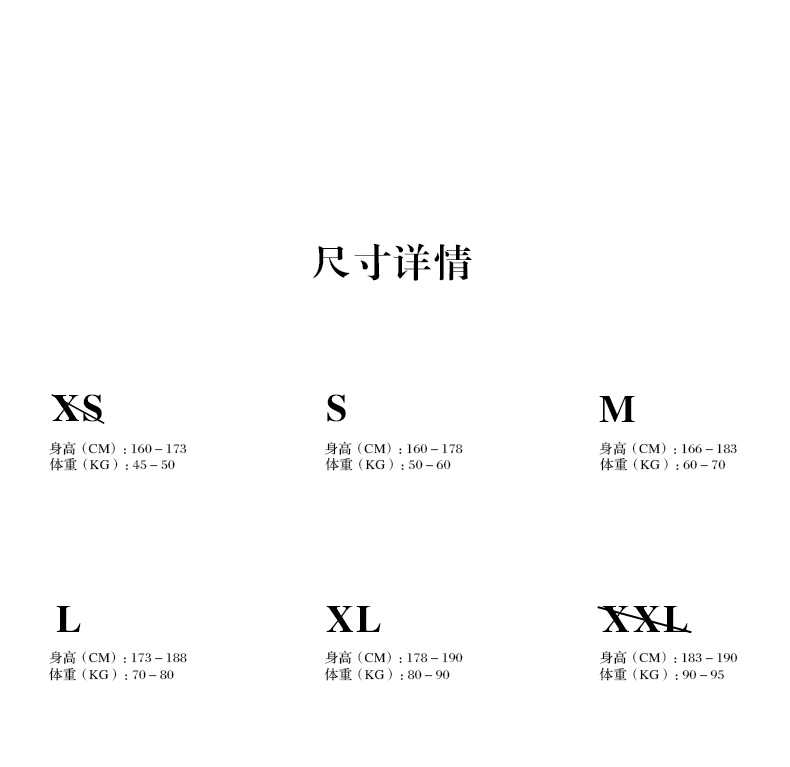 尺寸详情
XS
身高（CM）: 160 – 173
体重（KG）: 45 – 50
S
身高（CM）: 160 – 178
体重（KG）: 50 – 60
M
身高（CM）: 166 – 183
体重（KG）: 60 – 70
L
身高（CM）: 173 – 188
体重（KG）: 70 – 80
XL
身高（CM）: 178 – 190
体重（KG）: 80 – 90
XXL
身高（CM）: 183 – 190
体重（KG）: 90 – 95